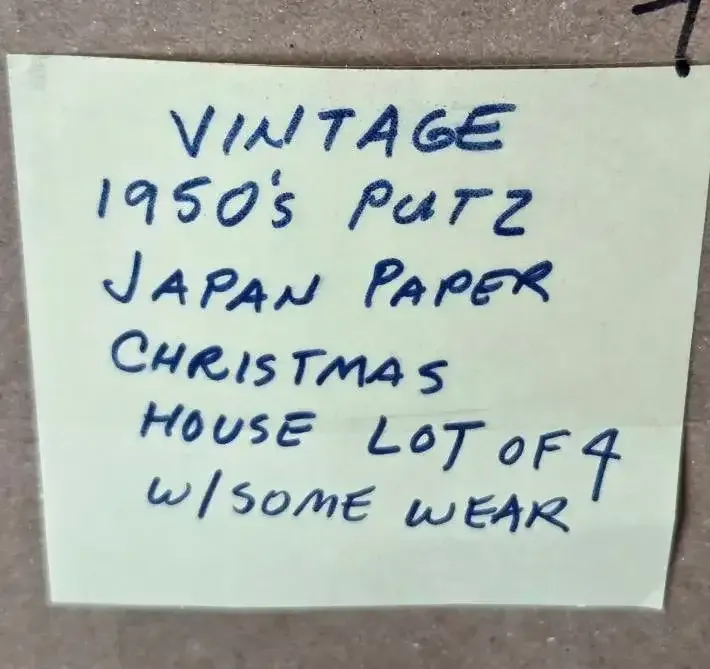 VINTAGE
1950's PUTZ
JAPAN PAPER
CHRISTMAS
HOUSE LOT OF 4
W/SOME WEAR